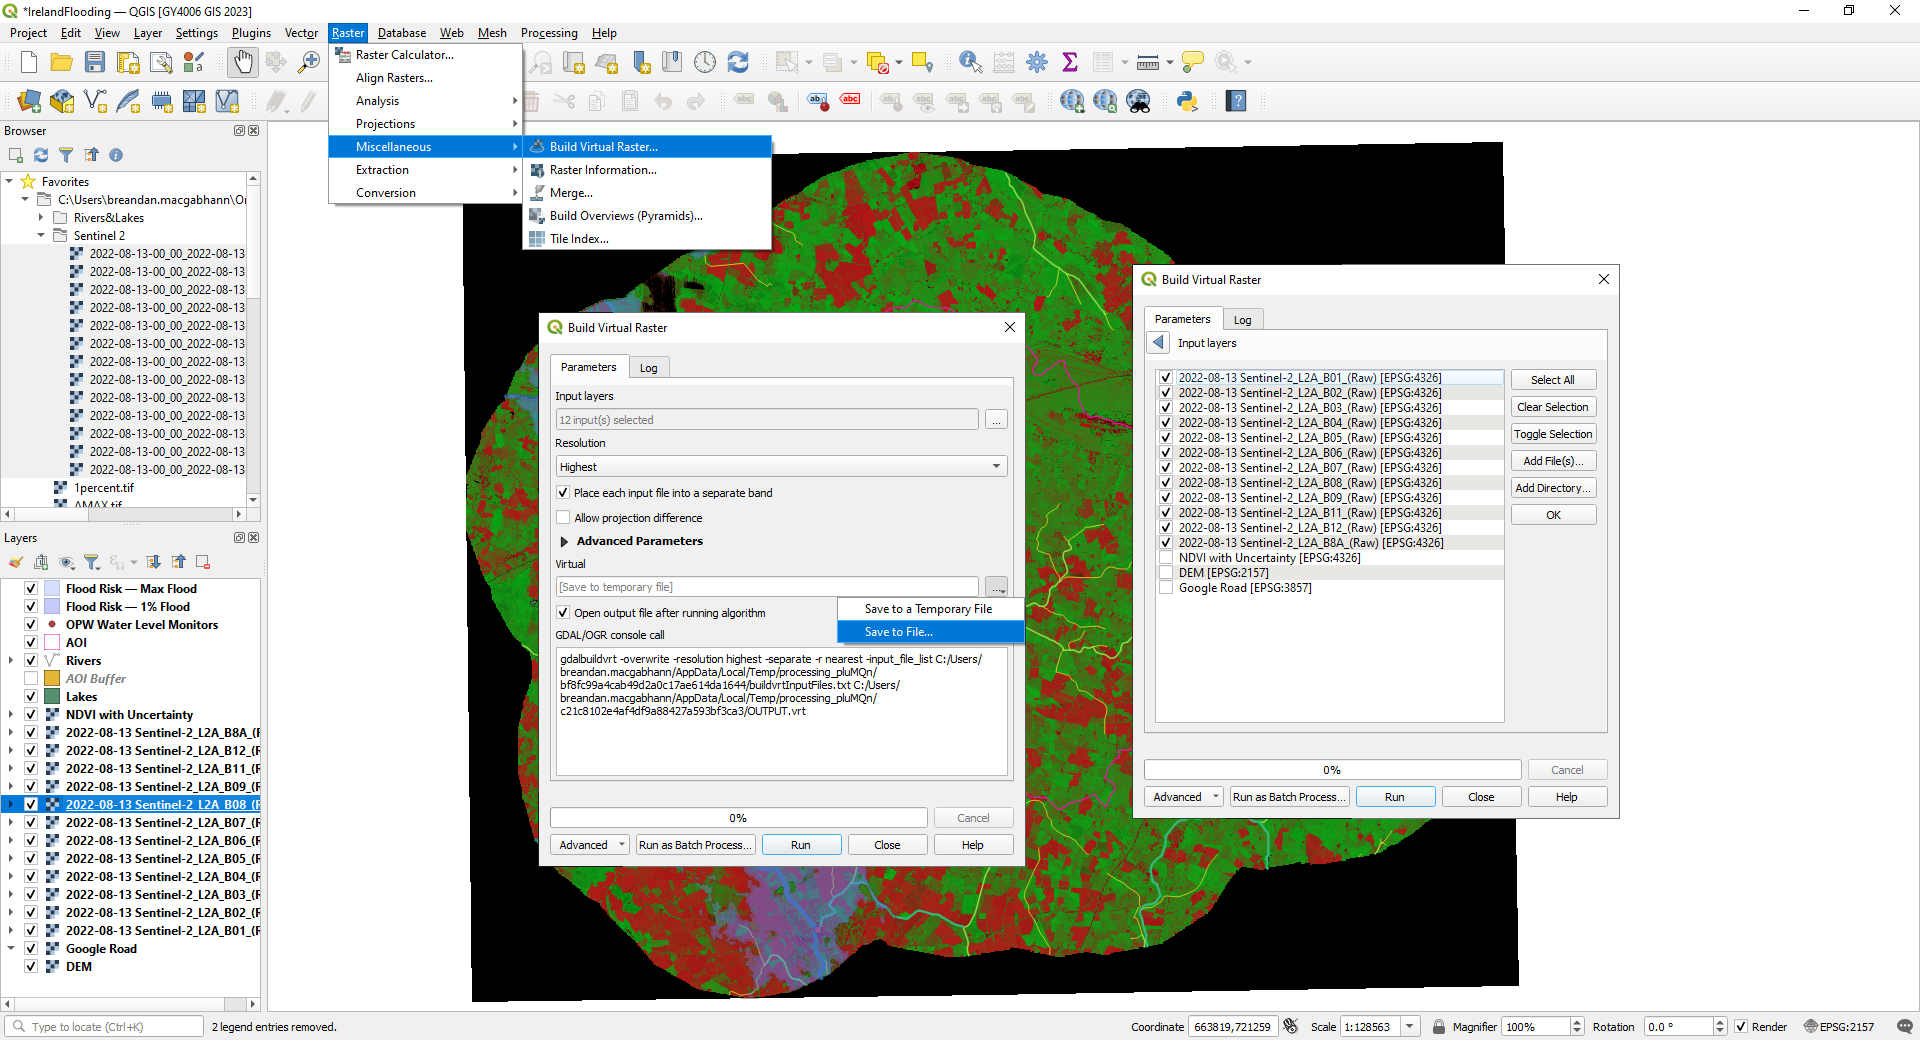 *IrelandFlooding — QGIS [GY4006 GIS 2023]
Project Edit View Layer Settings Plugins Vector Raster Database Web Mesh Processing Help
Raster Calculator...
Align Rasters...
Analysis
Projections
Miscellaneous
Extraction
Conversion
Build Virtual Raster...
Raster Information...
Merge...
Build Overviews (Pyramids)...
Tile Index...
Browser
Favorites
C:\Users\breandan.macgabhann\Or
Rivers&Lakes
Sentinel 2
2022-08-13-00_00_2022-08-13
2022-08-13-00_00_2022-08-13
2022-08-13-00_00_2022-08-13
2022-08-13-00_00_2022-08-13
2022-08-13-00_00_2022-08-13
2022-08-13-00_00_2022-08-13
2022-08-13-00_00_2022-08-13
2022-08-13-00_00_2022-08-13
2022-08-13-00_00_2022-08-13
2022-08-13-00_00_2022-08-13
2022-08-13-00_00_2022-08-13
2022-08-13-00_00_2022-08-13
2022-08-13-00_00_2022-08-13
1percent.tif
AMAX.tif
Layers
Flood Risk — Max Flood
Flood Risk — 1% Flood
OPW Water Level Monitors
AOI
Rivers
AOI Buffer
Lakes
NDVI with Uncertainty
2022-08-13 Sentinel-2_L2A_B8A_(R
2022-08-13 Sentinel-2_L2A_B12_(R
2022-08-13 Sentinel-2_L2A_B11_(R
2022-08-13 Sentinel-2_L2A_B09_(R
2022-08-13 Sentinel-2_L2A_B08_(R
2022-08-13 Sentinel-2_L2A_B07_(R
2022-08-13 Sentinel-2_L2A_B06_(R
2022-08-13 Sentinel-2_L2A_B05_(R
2022-08-13 Sentinel-2_L2A_B04_(R
2022-08-13 Sentinel-2_L2A_B03_(R
2022-08-13 Sentinel-2_L2A_B02_(R
2022-08-13 Sentinel-2_L2A_B01_(R
Google Road
DEM
Build Virtual Raster
Parameters Log
Input layers
12 input(s) selected ...
Resolution
Highest
Place each input file into a separate band
Allow projection difference
Advanced Parameters
Virtual
[Save to temporary file] ...
Save to a Temporary File
Save to File...
Open output file after running algorithm
GDAL/OGR console call
gdalbuildvrt -overwrite -resolution highest -separate -r nearest -input_file_list C:/Users/
breandan.macgabhann/AppData/Local/Temp/processing_pluMQn/
bf8fc99a4cab49d2a0c17ae614da1644/buildvrtInputFiles.txt C:/Users/
breandan.macgabhann/AppData/Local/Temp/processing_pluMQn/
c21c8102e4af4df9a88427a593bf3ca3/OUTPUT.vrt
0% Cancel
Advanced Run as Batch Process... Run Close Help
Build Virtual Raster
Parameters Log
Input layers
2022-08-13 Sentinel-2_L2A_B01_(Raw) [EPSG:4326]
2022-08-13 Sentinel-2_L2A_B02_(Raw) [EPSG:4326]
2022-08-13 Sentinel-2_L2A_B03_(Raw) [EPSG:4326]
2022-08-13 Sentinel-2_L2A_B04_(Raw) [EPSG:4326]
2022-08-13 Sentinel-2_L2A_B05_(Raw) [EPSG:4326]
2022-08-13 Sentinel-2_L2A_B06_(Raw) [EPSG:4326]
2022-08-13 Sentinel-2_L2A_B07_(Raw) [EPSG:4326]
2022-08-13 Sentinel-2_L2A_B08_(Raw) [EPSG:4326]
2022-08-13 Sentinel-2_L2A_B09_(Raw) [EPSG:4326]
2022-08-13 Sentinel-2_L2A_B11_(Raw) [EPSG:4326]
2022-08-13 Sentinel-2_L2A_B12_(Raw) [EPSG:4326]
2022-08-13 Sentinel-2_L2A_B8A_(Raw) [EPSG:4326]
NDVI with Uncertainty [EPSG:4326]
DEM [EPSG:2157]
Google Road [EPSG:3857]
Select All
Clear Selection
Toggle Selection
Add File(s)...
Add Directory...
OK
0% Cancel
Advanced Run as Batch Process... Run Close Help
Type to locate (Ctrl+K) 2 legend entries removed. Coordinate 663819,721259 Scale 1:128563 Magnifier 100% Rotation 0.0 ° Render EPSG:2157